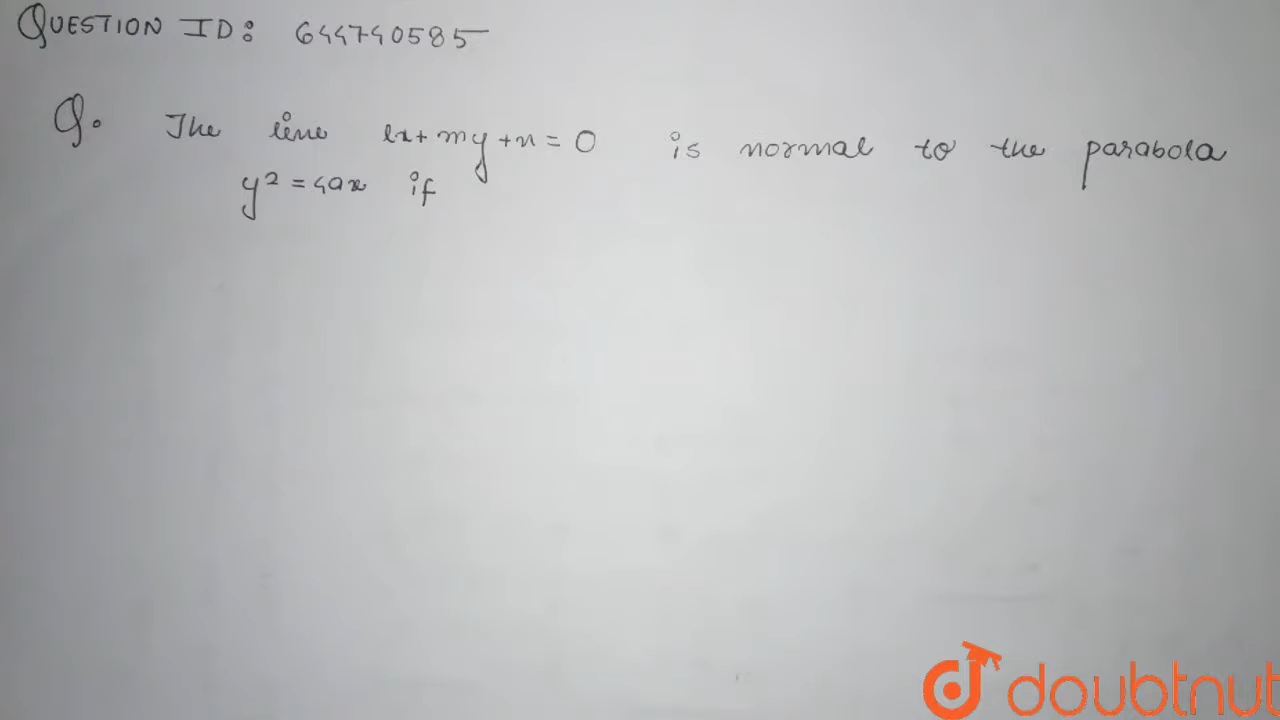 QUESTION ID: 644740585
Q. The line lx+my+n=0 is normal to the parabola
y²=4ax if
doubtnut